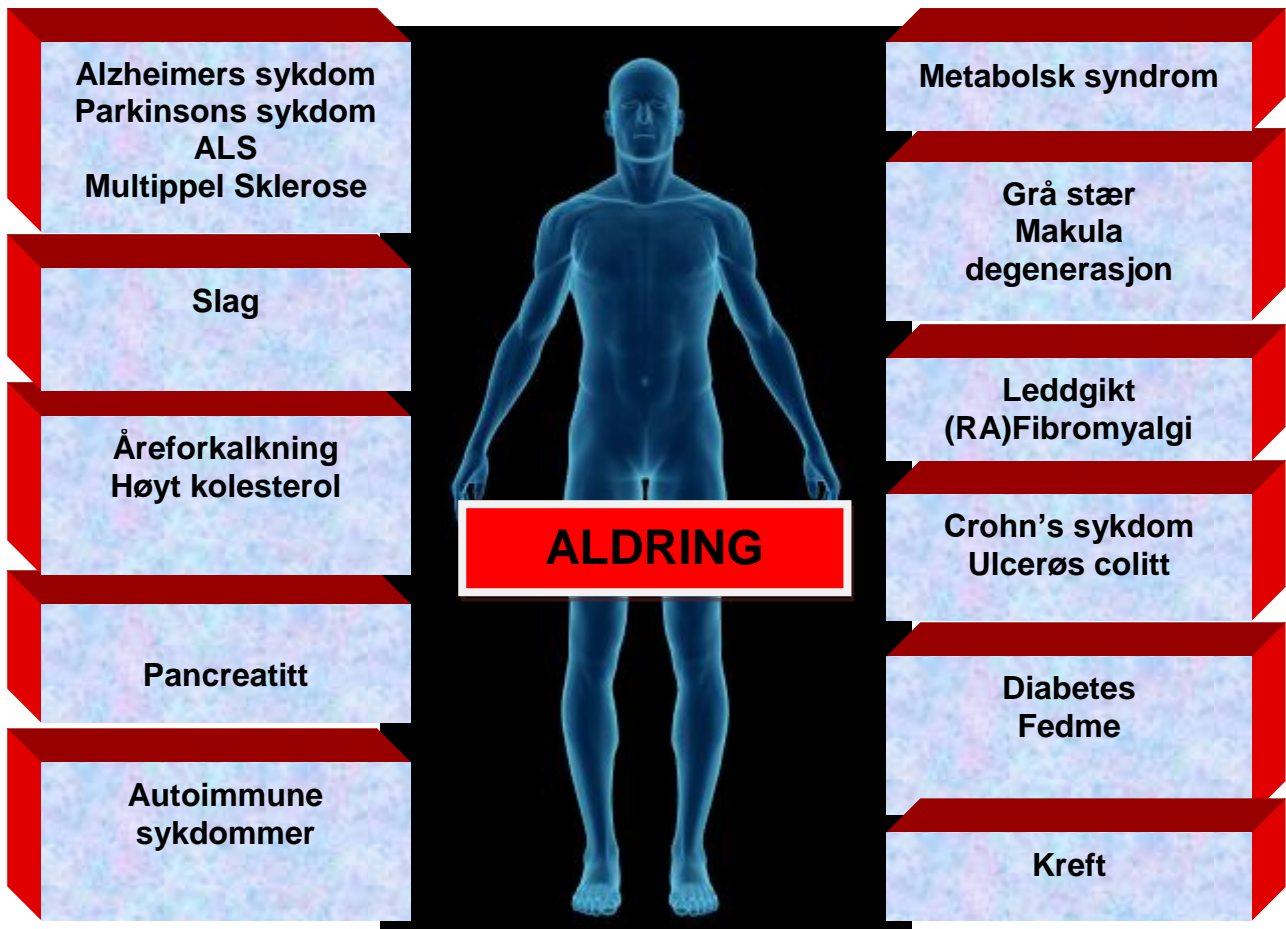 Alzheimers sykdom
Parkinsons sykdom
ALS
Multippel Sklerose
Slag
Åreforkalkning
Høyt kolesterol
Pancreatitt
Autoimmune
sykdommer
ALDRING
Metabolsk syndrom
Grå stær
Makula
degenerasjon
Leddgikt
(RA)Fibromyalgi
Crohn’s sykdom
Ulcerøs colitt
Diabetes
Fedme
Kreft